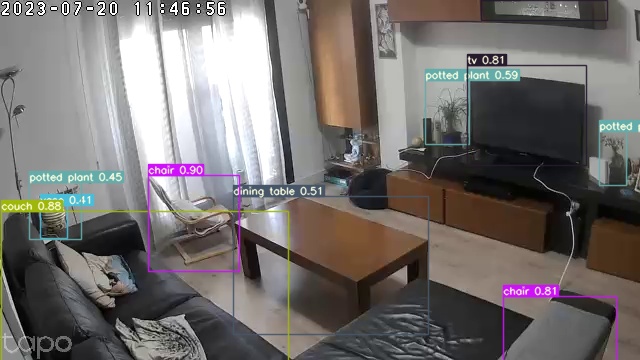 2023-07-20 11:46:56
tv 0.81
potted plant 0.59
potted p
chair 0.90
potted plant 0.45
dining table 0.51
0.41
couch 0.88
chair 0.81
tapo